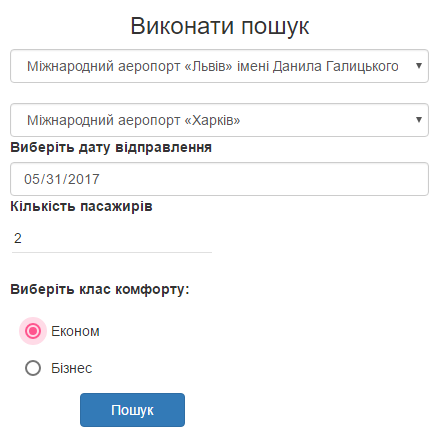 Виконати пошук
Міжнародний аеропорт «Львів» імені Данила Галицького
Міжнародний аеропорт «Харків»
Виберіть дату відправлення
05/31/2017
Кількість пасажирів
2
Виберіть клас комфорту:
Економ
Бізнес
Пошук